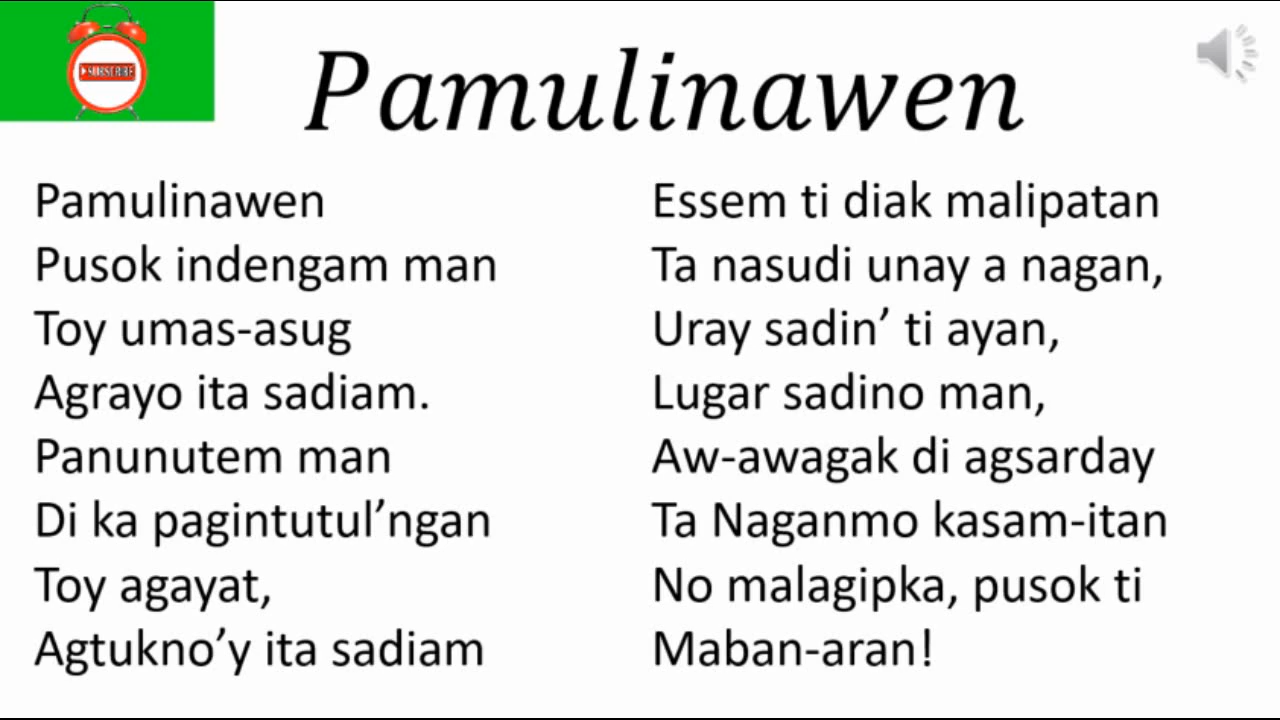 SUBSCRIBE
Pamulinawen
Pamulinawen
Pusok indengam man
Toy umas-asug
Agrayo ita sadiam.
Panunutem man
Di ka pagintutul’ngan
Toy agayat,
Agtukno’y ita sadiam
Essem ti diak malipatan
Ta nasudi unay a nagan,
Uray sadin’ ti ayan,
Lugar sadino man,
Aw-awagak di agsarday
Ta Naganmo kasam-itan
No malagipka, pusok ti
Maban-aran!